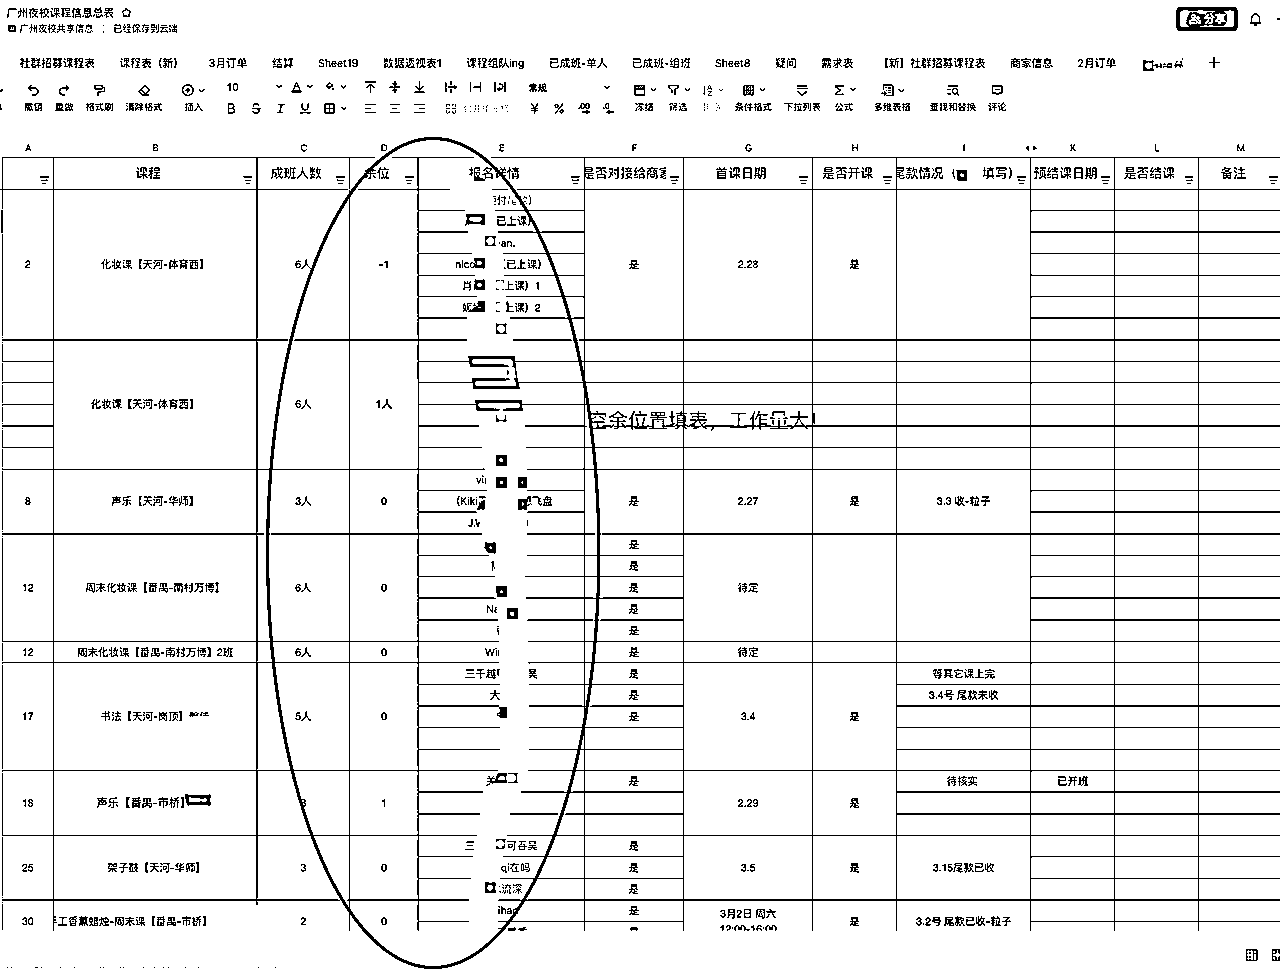 广州夜校课程信息总表
广州夜校共享信息 | 已经保存到云端
社群招募课程表 课程表（新） 3月订单 结算 Sheet19 数据透视表1 课程组队ing 已成班-单人 已成班-组班 Sheet8 疑问 需求表 【新】社群招募课程表 商家信息 2月订单
10 常规
撤销 重做 格式刷 清除格式 插入 B S I U 冻结 筛选 条件格式 下拉列表 公式 多维表格 查找和替换 评论
A B C D E F G H I K L M
课程 成班人数 余位 报名详情 是否对接给商家 首课日期 是否开课 尾款情况（ 填写） 预结课日期 是否结课 备注
已上课）
an.
2 化妆课【天河-体育西】 6人 -1 nico （已上课） 是 2.28 是
上课）1
上课）2
化妆课【天河-体育西】 6人 1人
空余位置填表，工作量大！
8 声乐【天河-华师】 3人 0 (Kiki 飞盘 是 2.27 是 3.3 收-粒子
是
是
12 周末化妆课【番禺-南村万博】 6人 0 是 待定
Na 是
是
12 周末化妆课【番禺-南村万博】2班 6人 0 Wi 是 待定
三千越 吴 是 等其它课上完
大 是 3.4号 尾款未收
17 书法【天河-岗顶】 5人 0 是 3.4 是
关 是 待核实 已开班
18 声乐【番禺-市桥】 3 1 2.29 是
三 可吞吴 是
25 架子鼓【天河-华师】 3 0 qi在吗 是 3.5 是 3.15尾款已收
流深 是
30 工香薰蜡烛-周末课【番禺-市桥】 2 0 ihao 是 3月2日 周六 是 3.2号 尾款已收-粒子
12:00-16:00